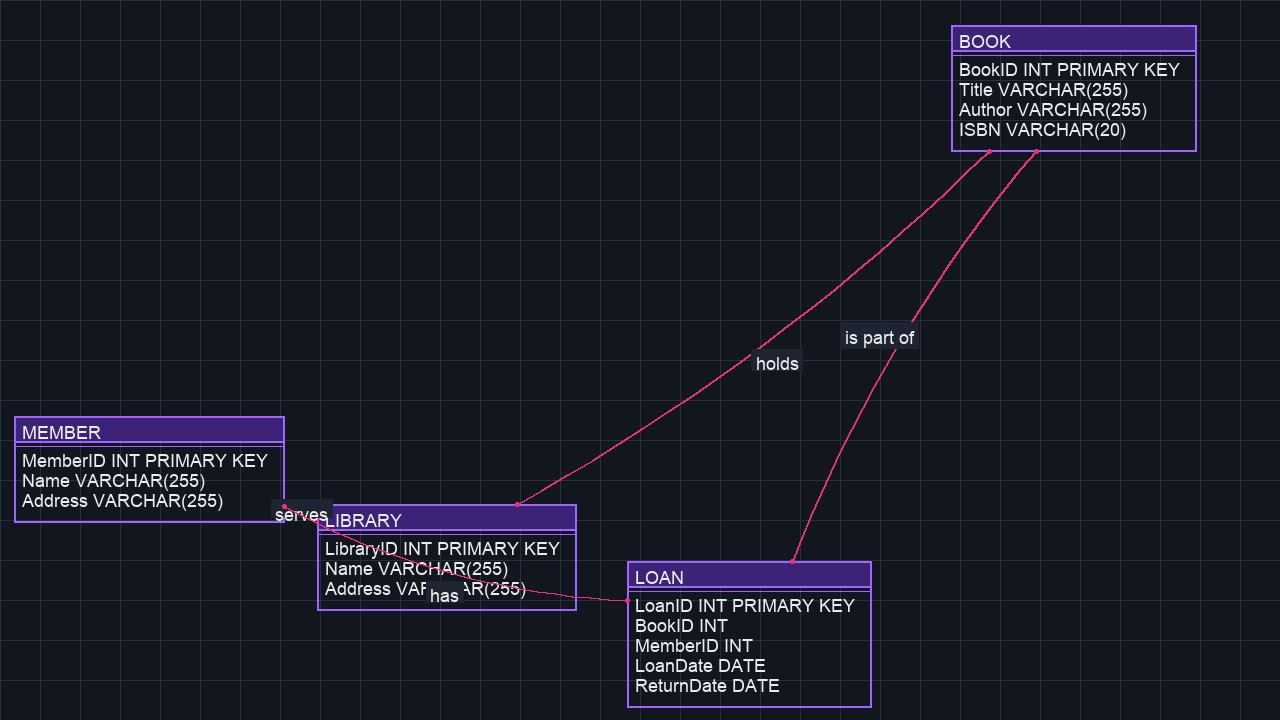 BOOK
BookID INT PRIMARY KEY
Title VARCHAR(255)
Author VARCHAR(255)
ISBN VARCHAR(20)
is part of
holds
MEMBER
MemberID INT PRIMARY KEY
Name VARCHAR(255)
Address VARCHAR(255)
serves
LIBRARY
LibraryID INT PRIMARY KEY
Name VARCHAR(255)
Address VAR AR(255)
has
LOAN
LoanID INT PRIMARY KEY
BookID INT
MemberID INT
LoanDate DATE
ReturnDate DATE